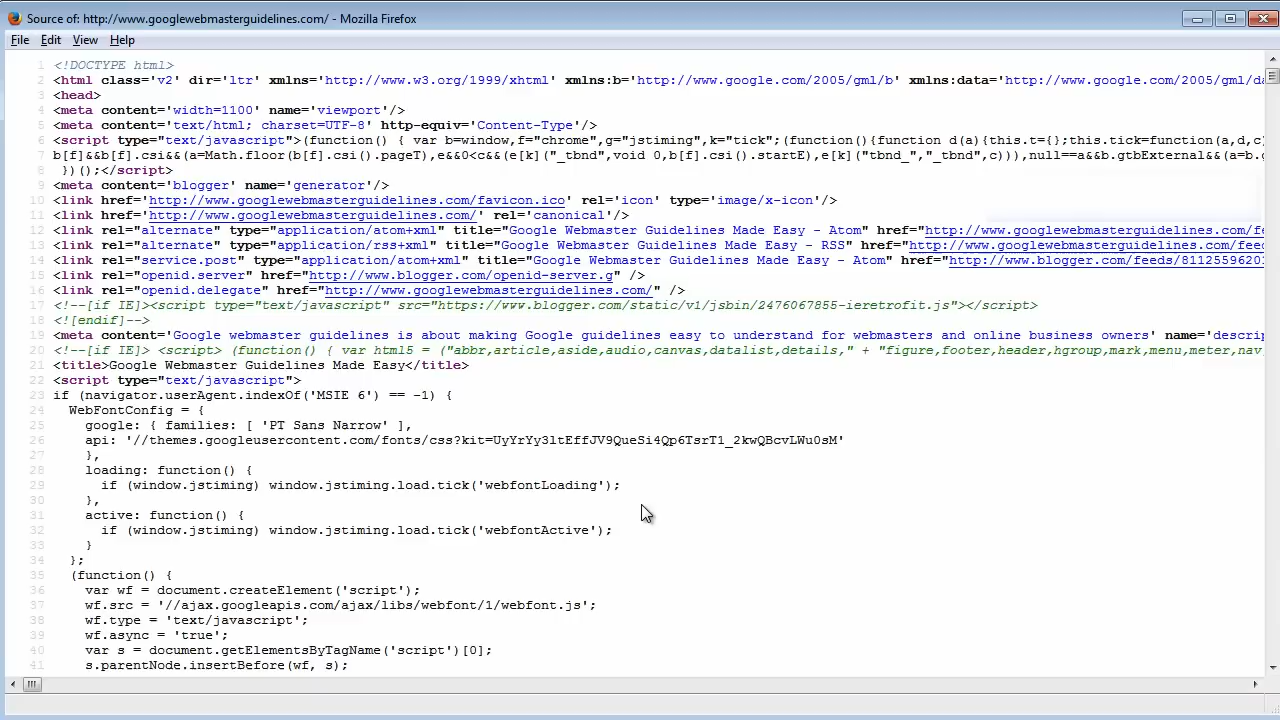 Source of: http://www.googlewebmasterguidelines.com/ - Mozilla Firefox
File Edit View Help
1 <!DOCTYPE html>
2 <html class='v2' dir='ltr' xmlns='http://www.w3.org/1999/xhtml' xmlns:b='http://www.google.com/2005/gml/b' xmlns:data='http://www.google.com/2005/gml/da
3 <head>
4 <meta content='width=1100' name='viewport'/>
5 <meta content='text/html; charset=UTF-8' http-equiv='Content-Type'/>
6 <script type="text/javascript">(function() { var b=window,f="chrome",g="jstiming",k="tick";(function(){function d(a){this.t={};this.tick=function(a,d,c)
7 b[f]&&b[f].csi&&(a=Math.floor(b[f].csi().pageT),e&&0<c&&(e[k]("_tbnd",void 0,b[f].csi().startE),e[k]("tbnd_","_tbnd",c))),null==a&&b.gtbExternal&&(a=b.g
8 })();</script>
9 <meta content='blogger' name='generator'/>
10 <link href='http://www.googlewebmasterguidelines.com/favicon.ico' rel='icon' type='image/x-icon'/>
11 <link href='http://www.googlewebmasterguidelines.com/' rel='canonical'/>
12 <link rel="alternate" type="application/atom+xml" title="Google Webmaster Guidelines Made Easy - Atom" href="http://www.googlewebmasterguidelines.com/fe
13 <link rel="alternate" type="application/rss+xml" title="Google Webmaster Guidelines Made Easy - RSS" href="http://www.googlewebmasterguidelines.com/feed
14 <link rel="service.post" type="application/atom+xml" title="Google Webmaster Guidelines Made Easy - Atom" href="http://www.blogger.com/feeds/81125596201
15 <link rel="openid.server" href="http://www.blogger.com/openid-server.g" />
16 <link rel="openid.delegate" href="http://www.googlewebmasterguidelines.com/" />
17 <!--[if IE]><script type="text/javascript" src="https://www.blogger.com/static/v1/jsbin/2476067855-ieretrofit.js"></script>
18 <![endif]-->
19 <meta content='Google webmaster guidelines is about making Google guidelines easy to understand for webmasters and online business owners' name='descrip
20 <!--[if IE]> <script> (function() { var html5 = ("abbr,article,aside,audio,canvas,datalist,details," + "figure,footer,header,hgroup,mark,menu,meter,nav,
21 <title>Google Webmaster Guidelines Made Easy</title>
22 <script type="text/javascript">
23 if (navigator.userAgent.indexOf('MSIE 6') == -1) {
24 WebFontConfig = {
25 google: { families: [ 'PT Sans Narrow' ],
26 api: '//themes.googleusercontent.com/fonts/css?kit=UyYrYy3ltEffJV9QueSi4Qp6TsrT1_2kwQBcvLWu0sM'
27 },
28 loading: function() {
29 if (window.jstiming) window.jstiming.load.tick('webfontLoading');
30 },
31 active: function() {
32 if (window.jstiming) window.jstiming.load.tick('webfontActive');
33 }
34 };
35 (function() {
36 var wf = document.createElement('script');
37 wf.src = '//ajax.googleapis.com/ajax/libs/webfont/1/webfont.js';
38 wf.type = 'text/javascript';
39 wf.async = 'true';
40 var s = document.getElementsByTagName('script')[0];
41 s.parentNode.insertBefore(wf, s);